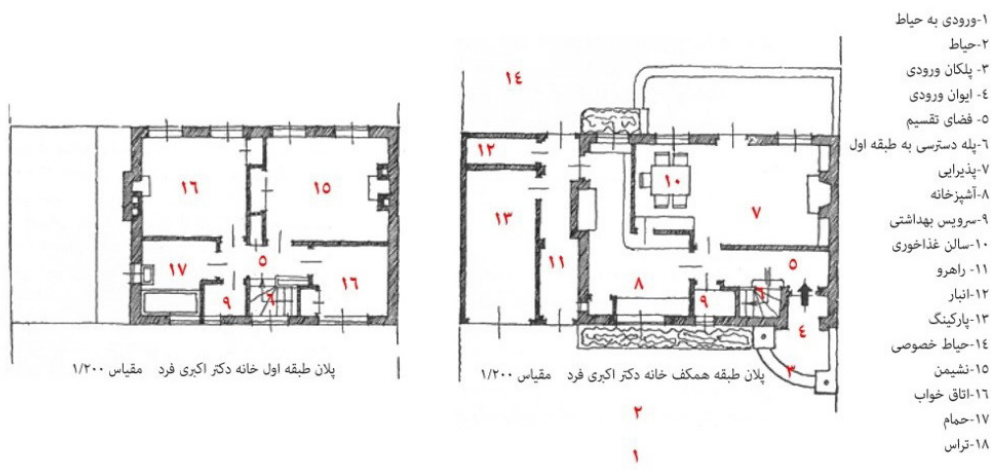 ۱-ورودی به حیاط
۲-حیاط
۳- پلکان ورودی
٤- ایوان ورودی
٥- فضای تقسیم
٦-پله دسترسی به طبقه اول
۷-پذیرایی
۸-آشپزخانه
۹-سرویس بهداشتی
۱۰-سالن غذاخوری
۱۱- راهرو
۱۲-انبار
۱۳-پارکینگ
۱٤-حیاط خصوصی
۱٥-نشیمن
۱٦-اتاق خواب
۱۷-حمام
۱۸-تراس
۱٤
۱۲
۱۰
۱۳
۷
۱۱
٥
۸
۹
٦
٤
۳
پلان طبقه همکف خانه دکتر اکبری فرد مقیاس ۱/۲۰۰
۲
۱
۱٦
۱٥
٥
۱۷
۱٦
۹
٦
پلان طبقه اول خانه دکتر اکبری فرد مقیاس ۱/۲۰۰